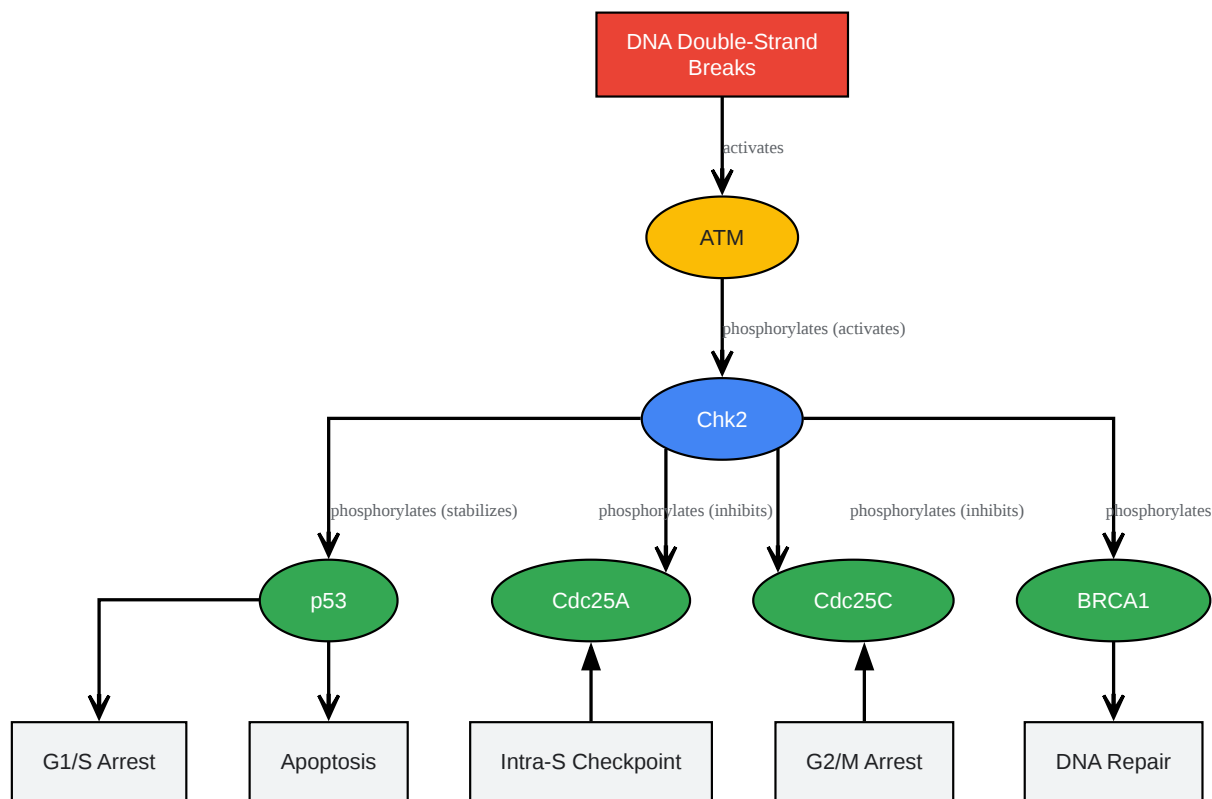 DNA Double-Strand
Breaks
activates
ATM
phosphorylates (activates)
Chk2
phosphorylates (stabilizes)
phosphorylates (inhibits)
phosphorylates (inhibits)
phosphorylates
p53
Cdc25A
Cdc25C
BRCA1
G1/S Arrest
Apoptosis
Intra-S Checkpoint
G2/M Arrest
DNA Repair